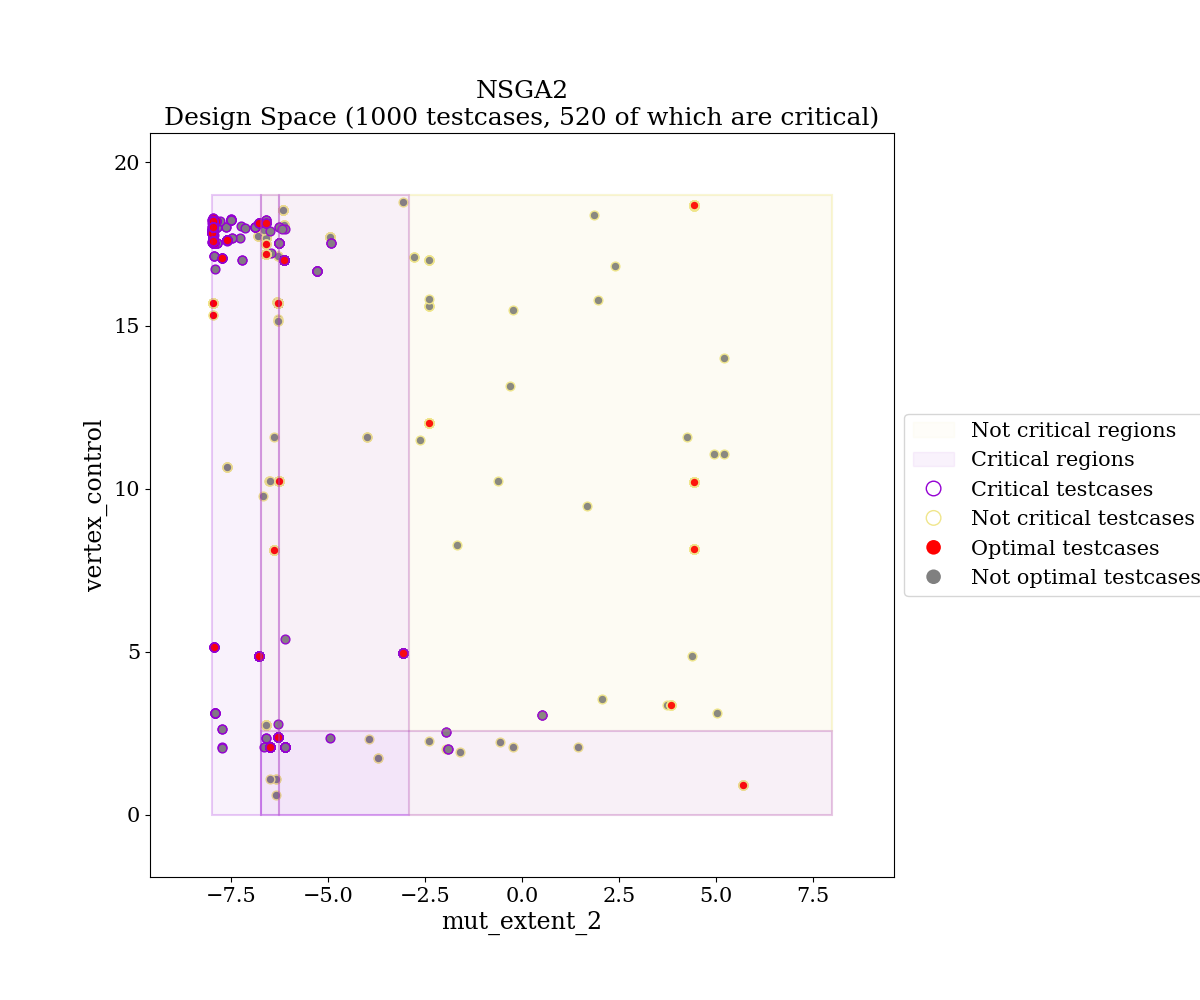 NSGA2
Design Space (1000 testcases, 520 of which are critical)
20
15
10
5
0
vertex_control
−7.5 −5.0 −2.5 0.0 2.5 5.0 7.5
mut_extent_2
Not critical regions
Critical regions
Critical testcases
Not critical testcases
Optimal testcases
Not optimal testcases